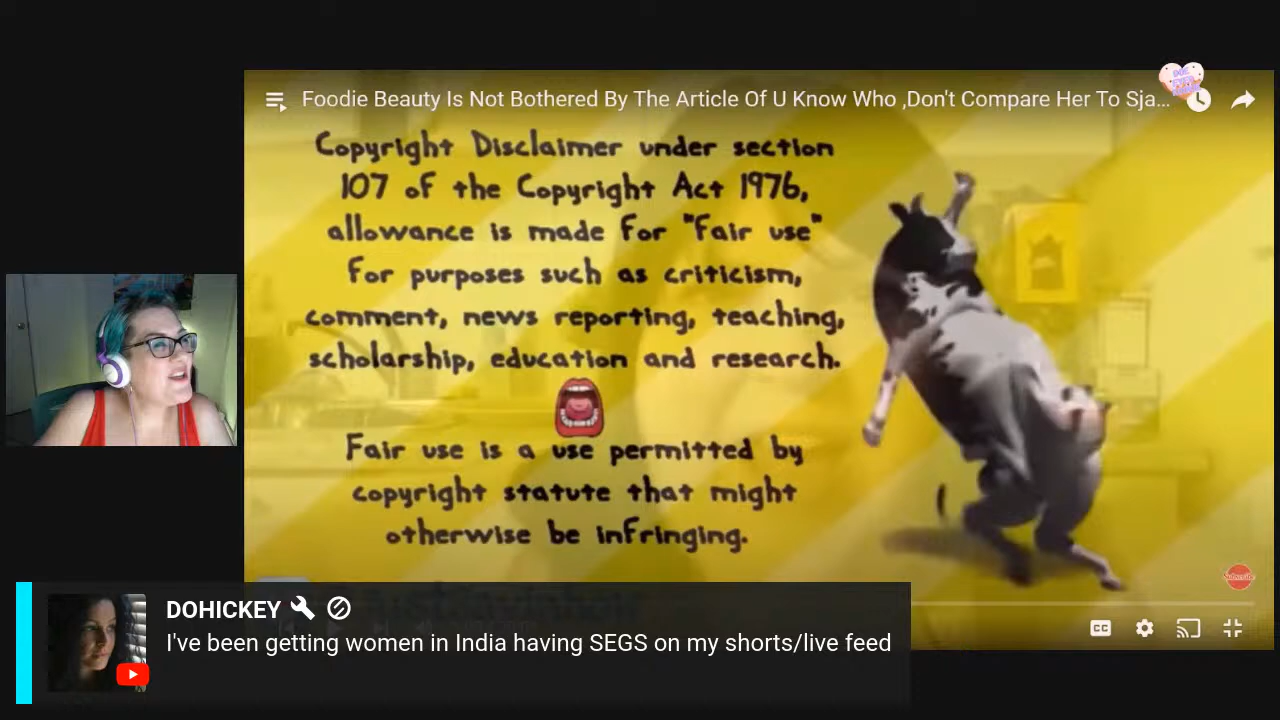 Foodie Beauty Is Not Bothered By The Article Of U Know Who ,Don't Compare Her To Sja...
Copyright Disclaimer under section
107 of the Copyright Act 1976,
allowance is made for "Fair use"
for purposes such as criticism,
comment, news reporting, teaching,
scholarship, education and research.
Fair use is a use permitted by
copyright statute that might
otherwise be infringing.
Subscribe
CC
DOHICKEY
I've been getting women in India having SEGS on my shorts/live feed